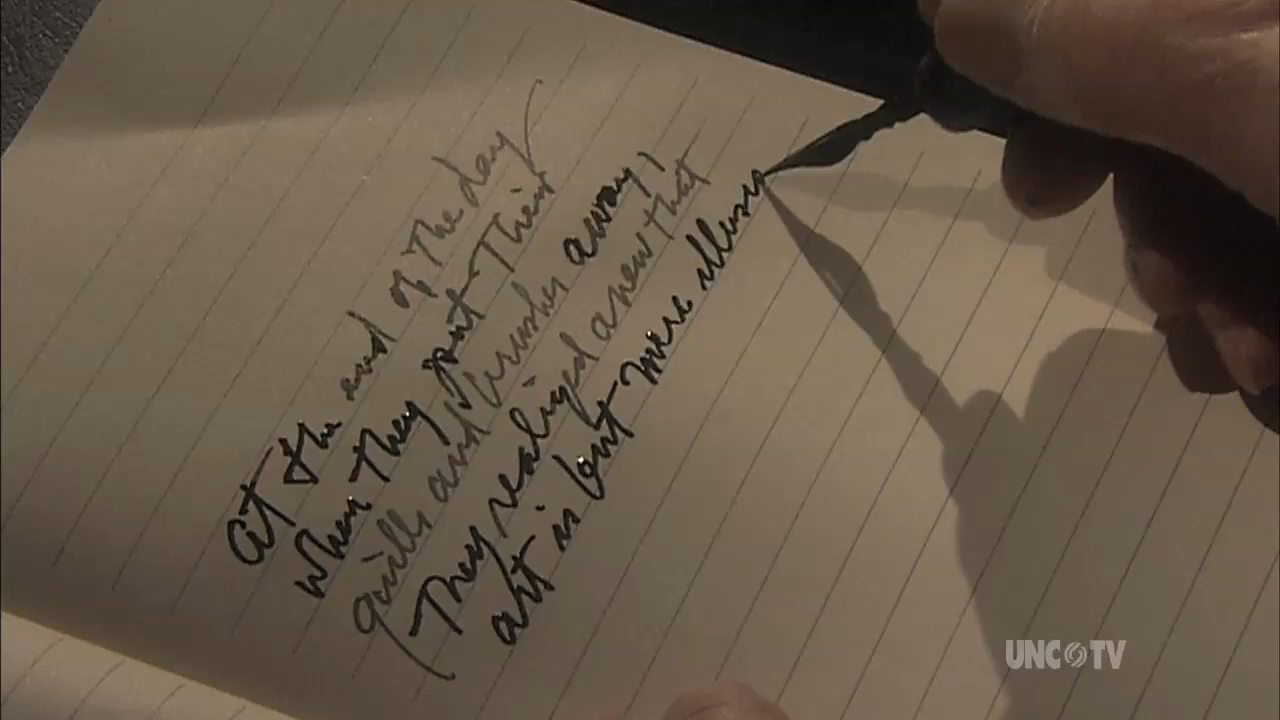 At the end of the day
when they put their
quills and brushes away,
They realized anew that
art is but mere illus
UNC TV